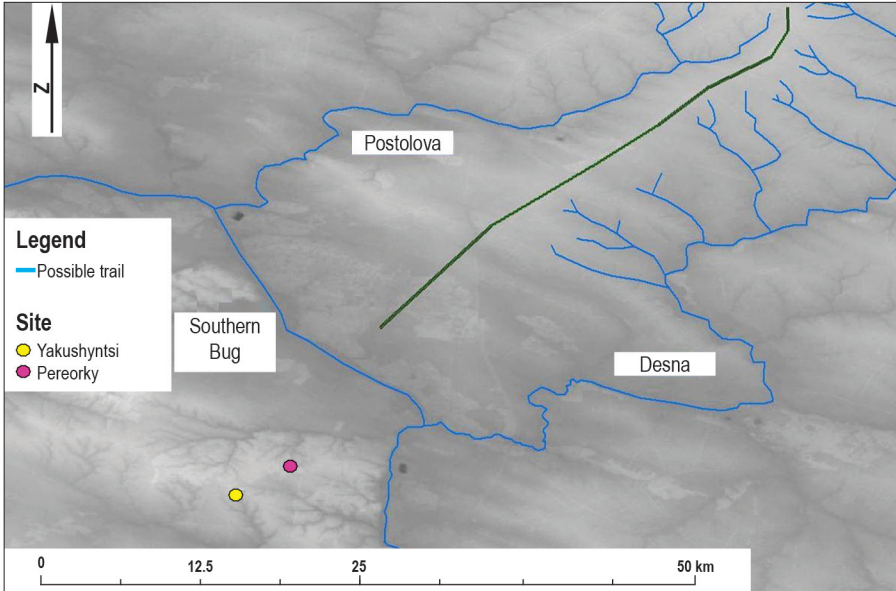 Z
Postolova
Legend
Possible trail
Site
Yakushyntsi
Pereorky
Southern
Bug
Desna
0
12.5
25
50 km